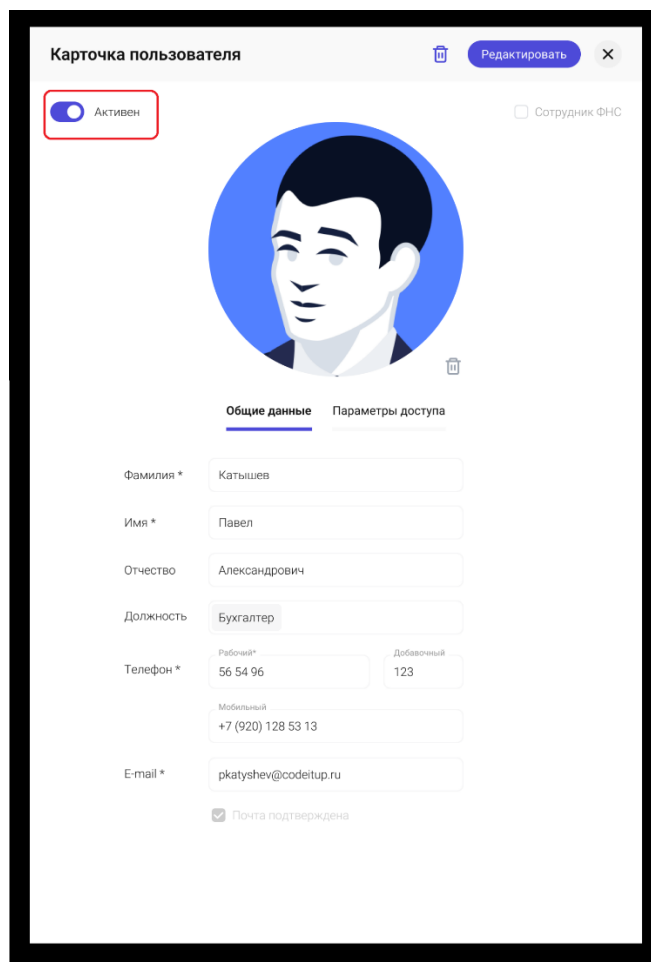 Карточка пользователя Редактировать
Активен Сотрудник ФНС
Общие данные Параметры доступа
Фамилия * Катышев
Имя * Павел
Отчество Александрович
Должность Бухгалтер
Рабочий* Добавочный
Телефон * 56 54 96 123
Мобильный
+7 (920) 128 53 13
E-mail * pkatyshev@codeitup.ru
Почта подтверждена